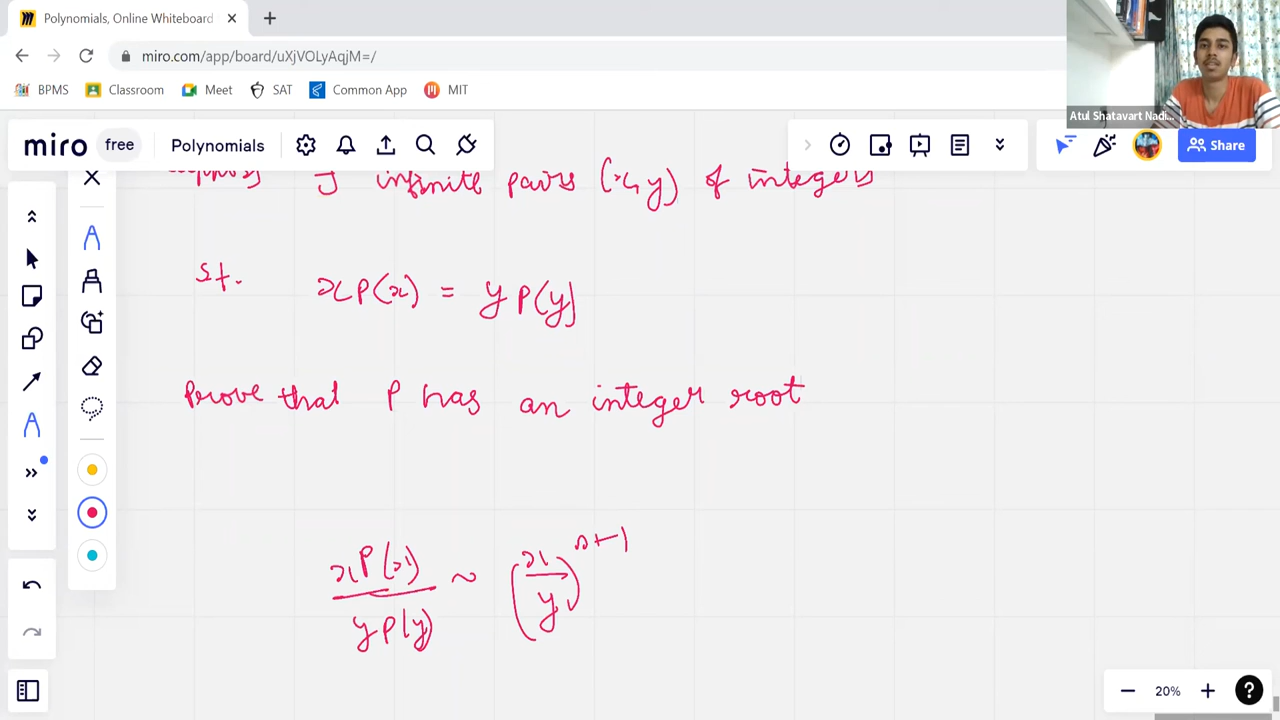 Polynomials, Online Whiteboard
miro.com/app/board/uXjVOLyAqjM=/
BPMS Classroom Meet SAT Common App MIT
Atul Shatavart Nadi...
miro free Polynomials
Share
∃ infinite pairs (x, y) of integers
st. xP(x) = yP(y)
Prove that P has an integer root
xP(x) / yP(y) ~ (x/y)^{n+1}
20%